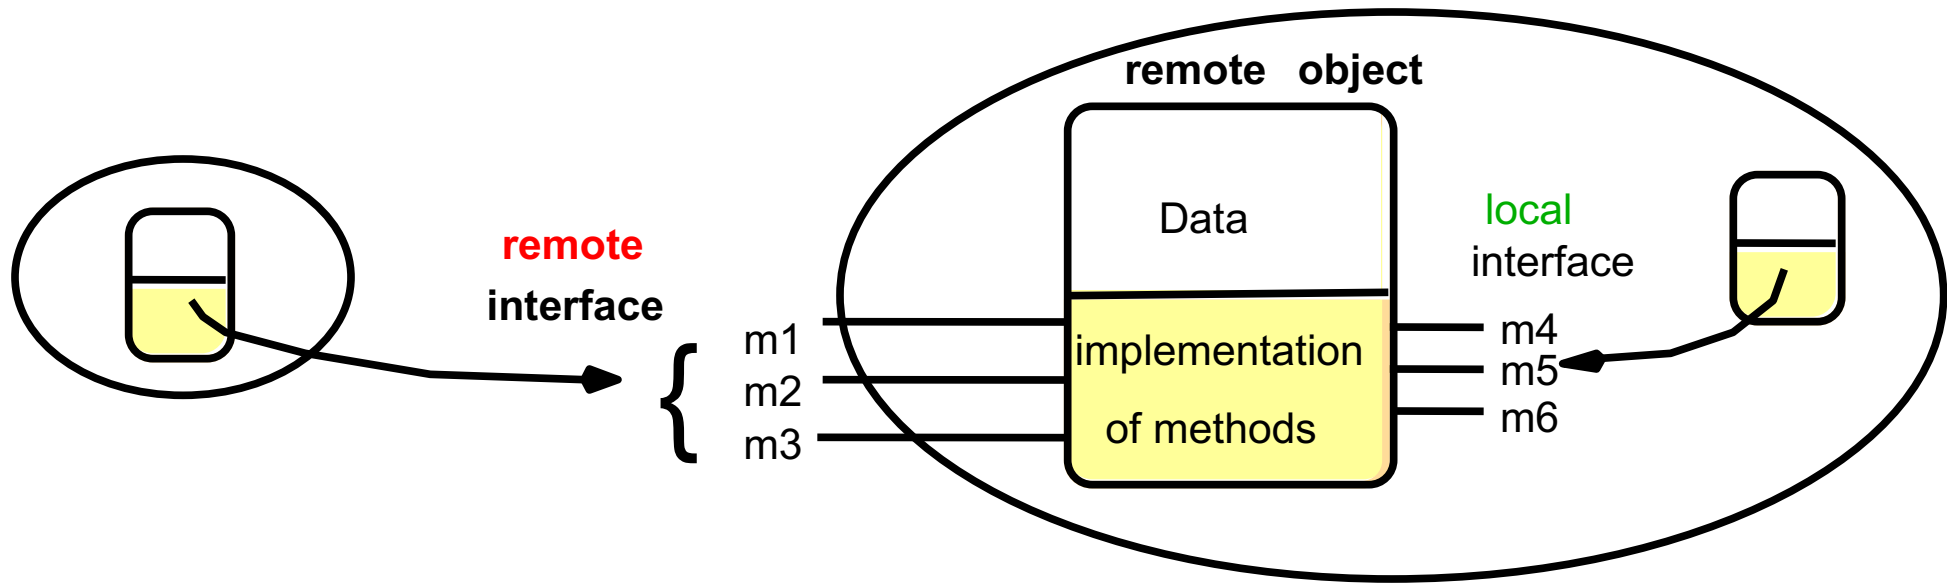 remote object
Data
local
interface
remote
interface
{
m1
m2
m3
implementation
of methods
m4
m5
m6